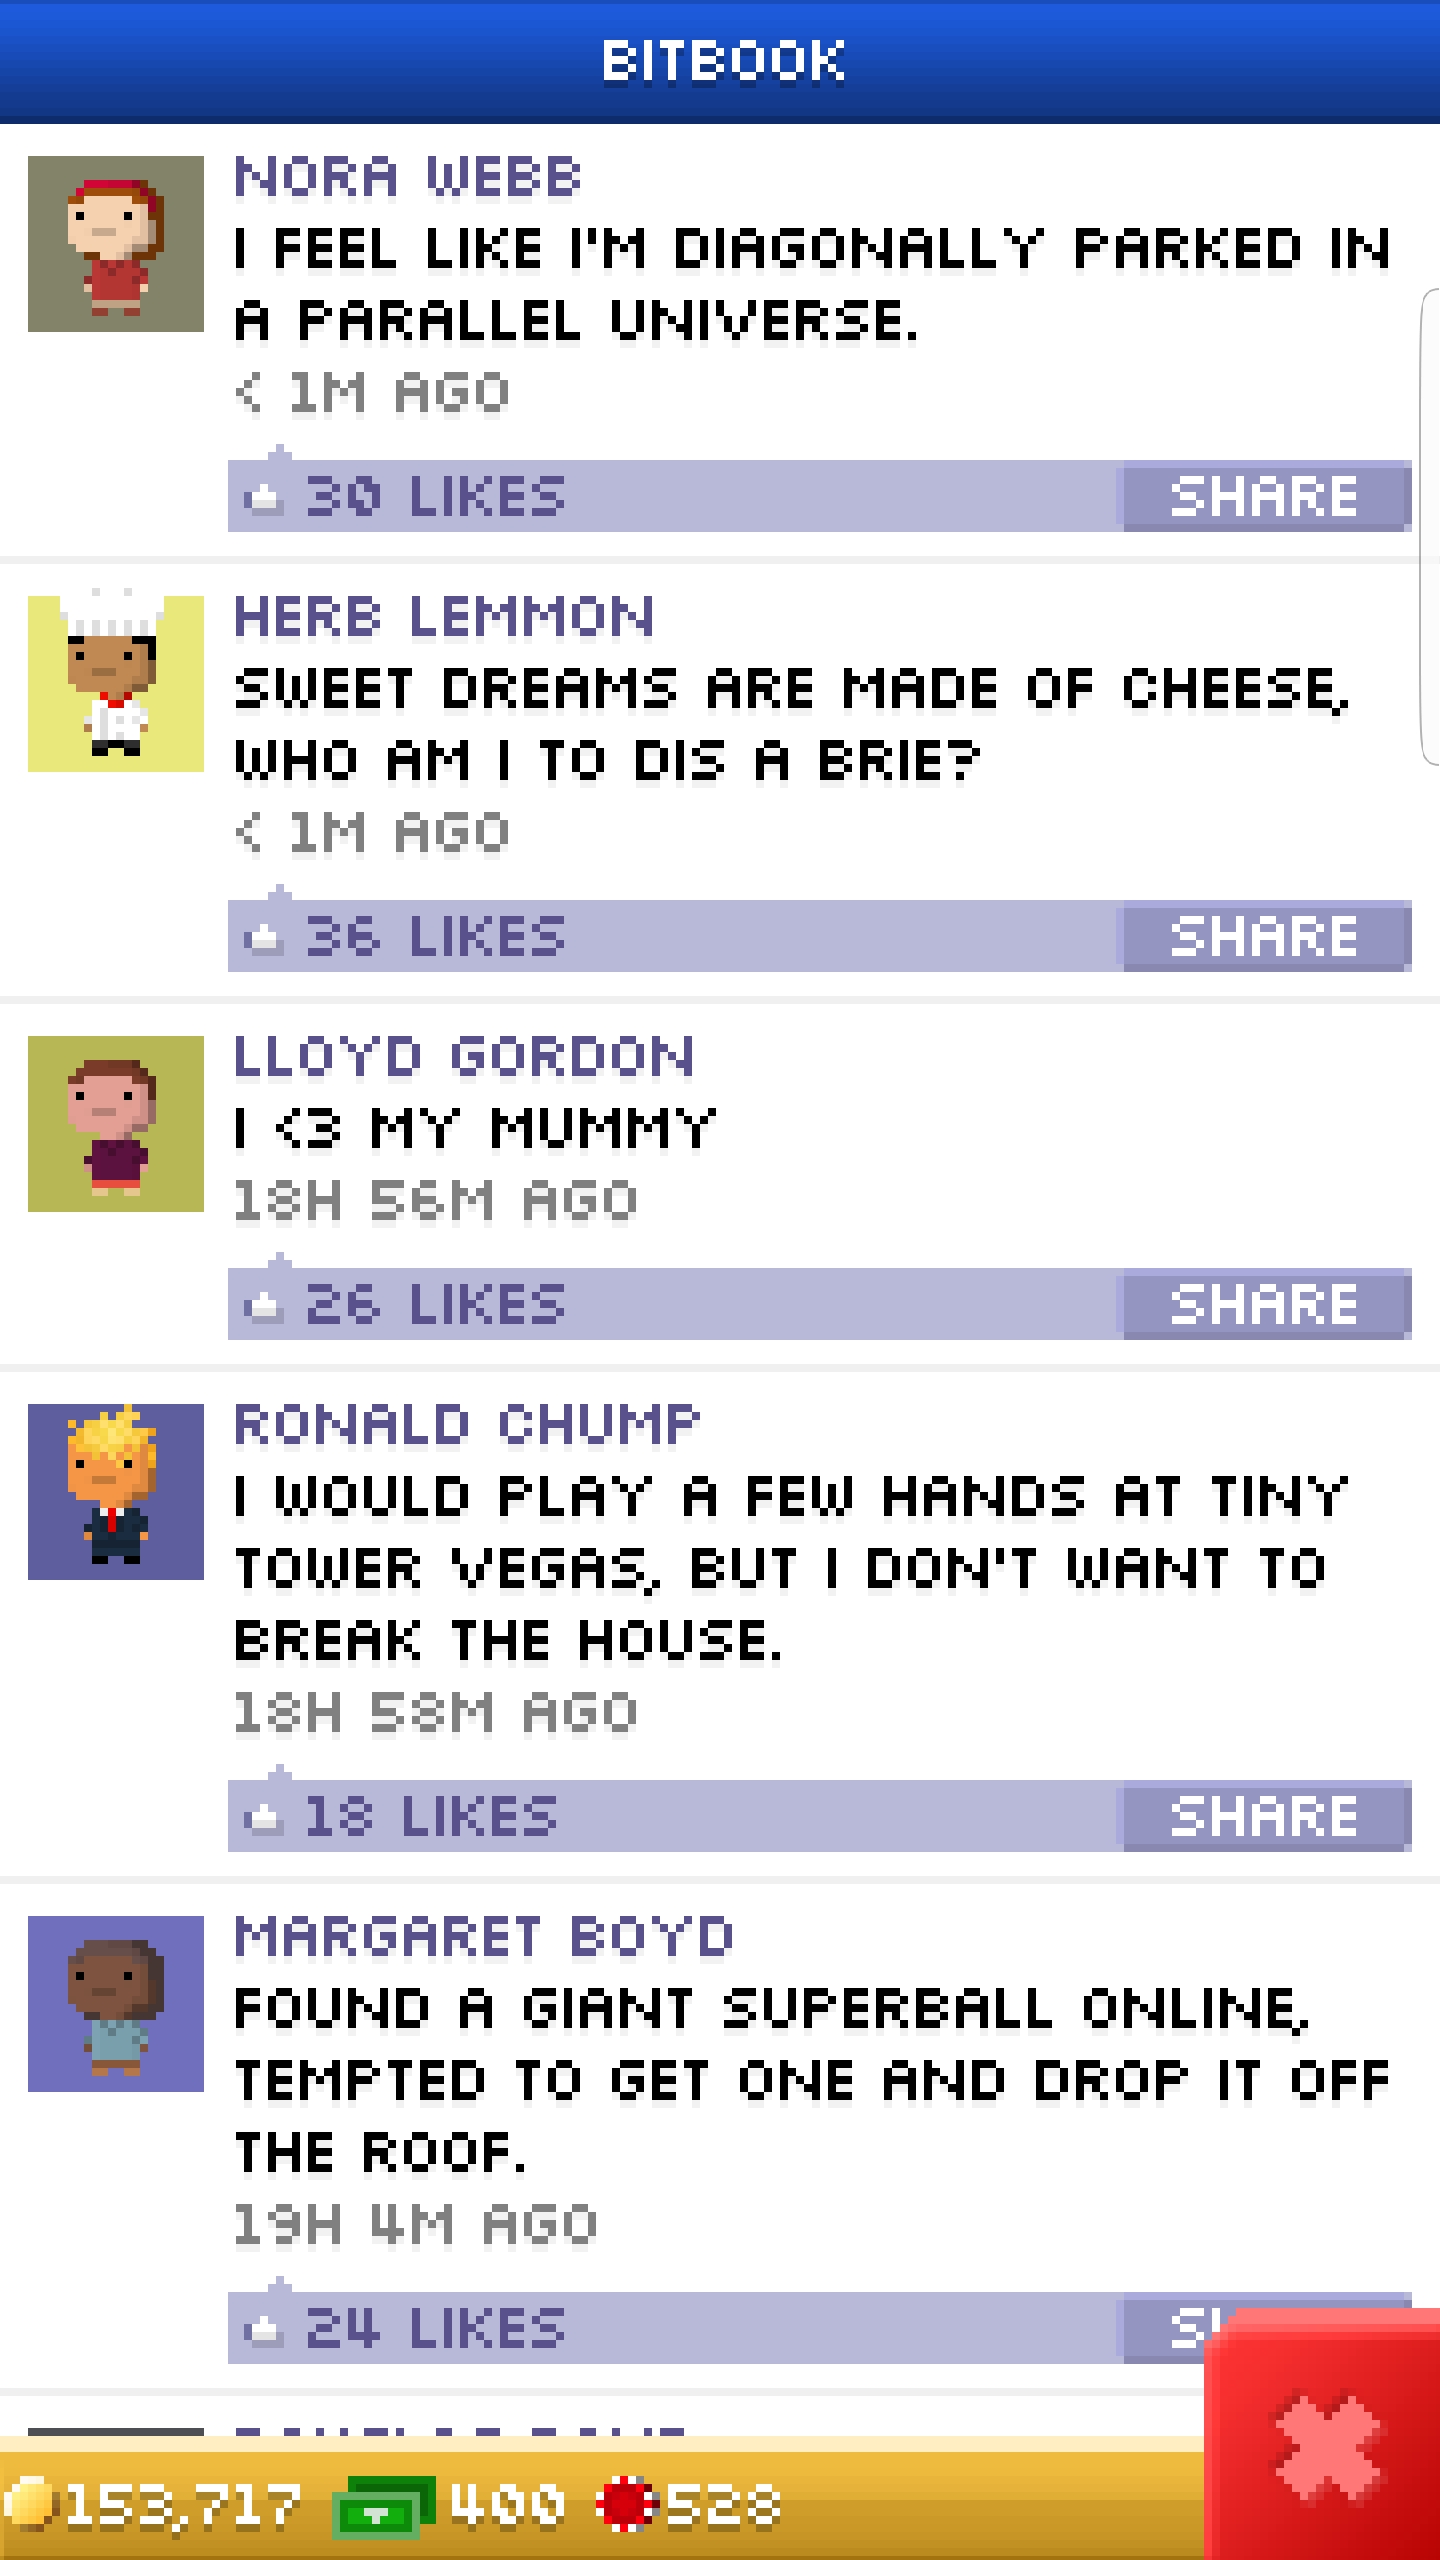 BITBOOK
NORA WEBB
I FEEL LIKE I'M DIAGONALLY PARKED IN
A PARALLEL UNIVERSE.
< 1M AGO
30 LIKES
SHARE
HERB LEMMON
SWEET DREAMS ARE MADE OF CHEESE,
WHO AM I TO DIS A BRIE?
< 1M AGO
36 LIKES
SHARE
LLOYD GORDON
I <3 MY MUMMY
18H 56M AGO
26 LIKES
SHARE
RONALD CHUMP
I WOULD PLAY A FEW HANDS AT TINY
TOWER VEGAS, BUT I DON'T WANT TO
BREAK THE HOUSE.
18H 58M AGO
18 LIKES
SHARE
MARGARET BOYD
FOUND A GIANT SUPERBALL ONLINE,
TEMPTED TO GET ONE AND DROP IT OFF
THE ROOF.
19H 4M AGO
24 LIKES
153,717 400 528